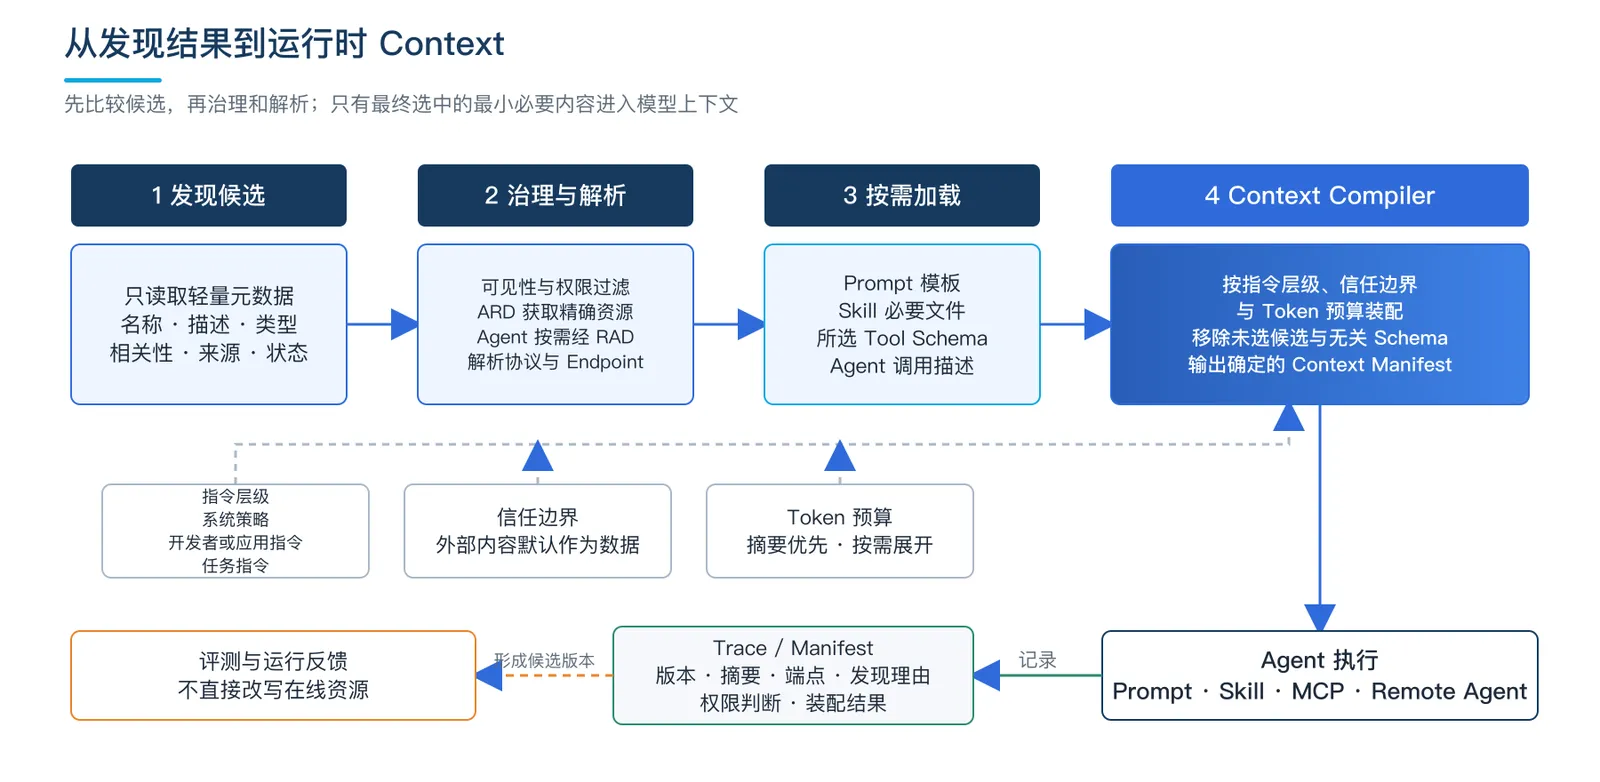 从发现结果到运行时 Context
先比较候选，再治理和解析；只有最终选中的最小必要内容进入模型上下文
1 发现候选
只读取轻量元数据
名称 · 描述 · 类型
相关性 · 来源 · 状态
2 治理与解析
可见性与权限过滤
ARD 获取精确资源
Agent 按需经 RAD
解析协议与 Endpoint
3 按需加载
Prompt 模板
Skill 必要文件
所选 Tool Schema
Agent 调用描述
4 Context Compiler
按指令层级、信任边界
与 Token 预算装配
移除未选候选与无关 Schema
输出确定的 Context Manifest
指令层级
系统策略
开发者或应用指令
任务指令
信任边界
外部内容默认作为数据
Token 预算
摘要优先 · 按需展开
评测与运行反馈
不直接改写在线资源
形成候选版本
Trace / Manifest
版本 · 摘要 · 端点 · 发现理由
权限判断 · 装配结果
记录
Agent 执行
Prompt · Skill · MCP · Remote Agent